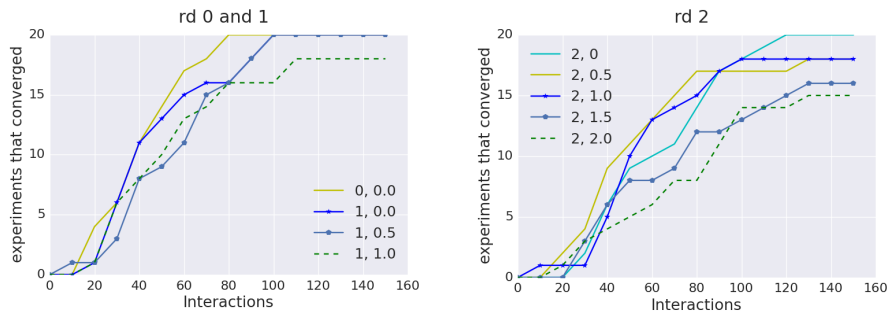 rd 0 and 1
experiments that converged
20
15
10
5
0
0, 0.0
1, 0.0
1, 0.5
1, 1.0
0 20 40 60 80 100 120 140 160
Interactions
rd 2
experiments that converged
20
15
10
5
0
2, 0
2, 0.5
2, 1.0
2, 1.5
2, 2.0
0 20 40 60 80 100 120 140 160
Interactions